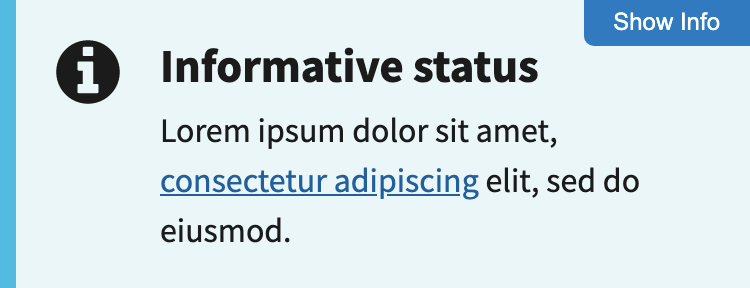 Show Info
Informative status
Lorem ipsum dolor sit amet,
consectetur adipiscing elit, sed do
eiusmod.